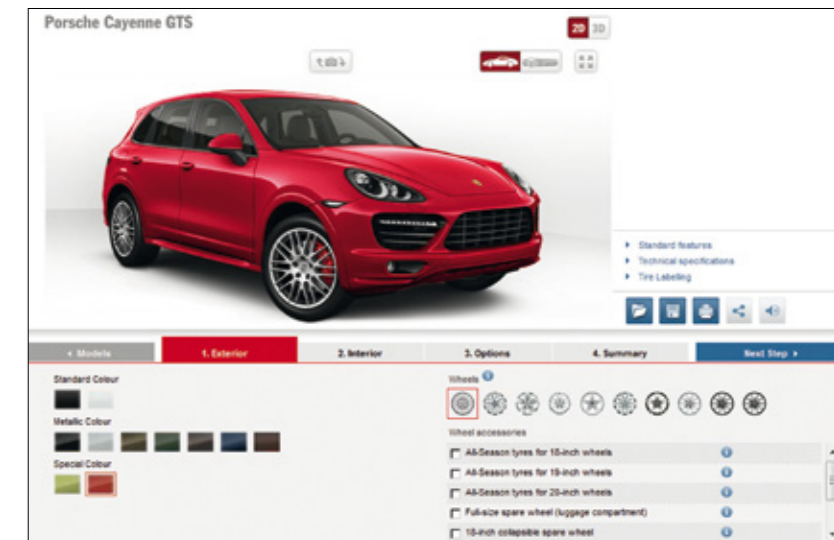 Porsche Cayenne GTS
2D 3D
Standard features
Technical specifications
Tire Labelling
Models 1. Exterior 2. Interior 3. Options 4. Summary Next Step
Standard Colour
Metallic Colour
Special Colour
Wheels
Wheel accessories
All-Season tyres for 18-inch wheels
All-Season tyres for 19-inch wheels
All-Season tyres for 20-inch wheels
Full-size spare wheel (luggage compartment)
18-inch collapsible spare wheel